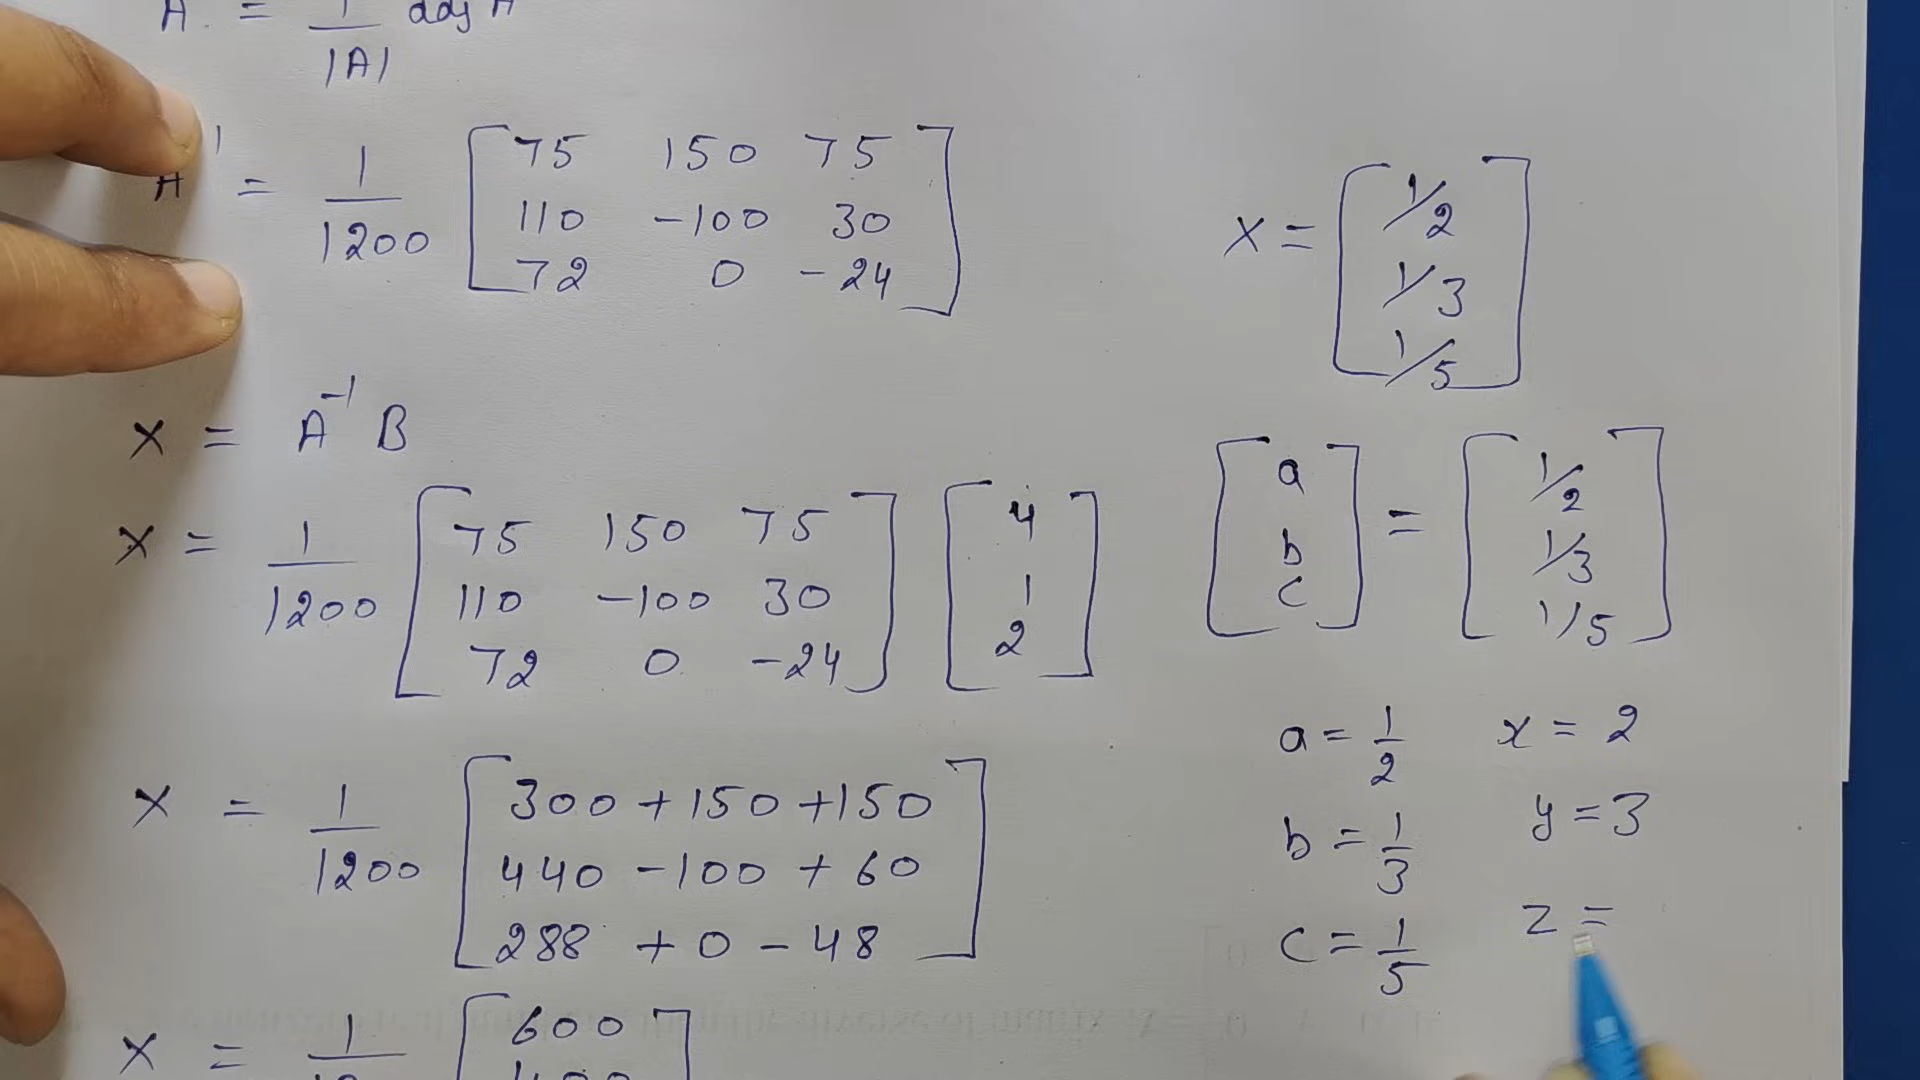 A = 1/|A| adj A
A⁻¹ = 1/1200 [75 150 75
110 -100 30
72 0 -24]
X = A⁻¹ B
X = 1/1200 [75 150 75
110 -100 30
72 0 -24] [4
1
2]
X = 1/1200 [300 + 150 + 150
440 - 100 + 60
288 + 0 - 48]
X = 1/ [600
400
X = [1/2
1/3
1/5]
[a
b
c] = [1/2
1/3
1/5]
a = 1/2 x = 2
b = 1/3 y = 3
c = 1/5 z =